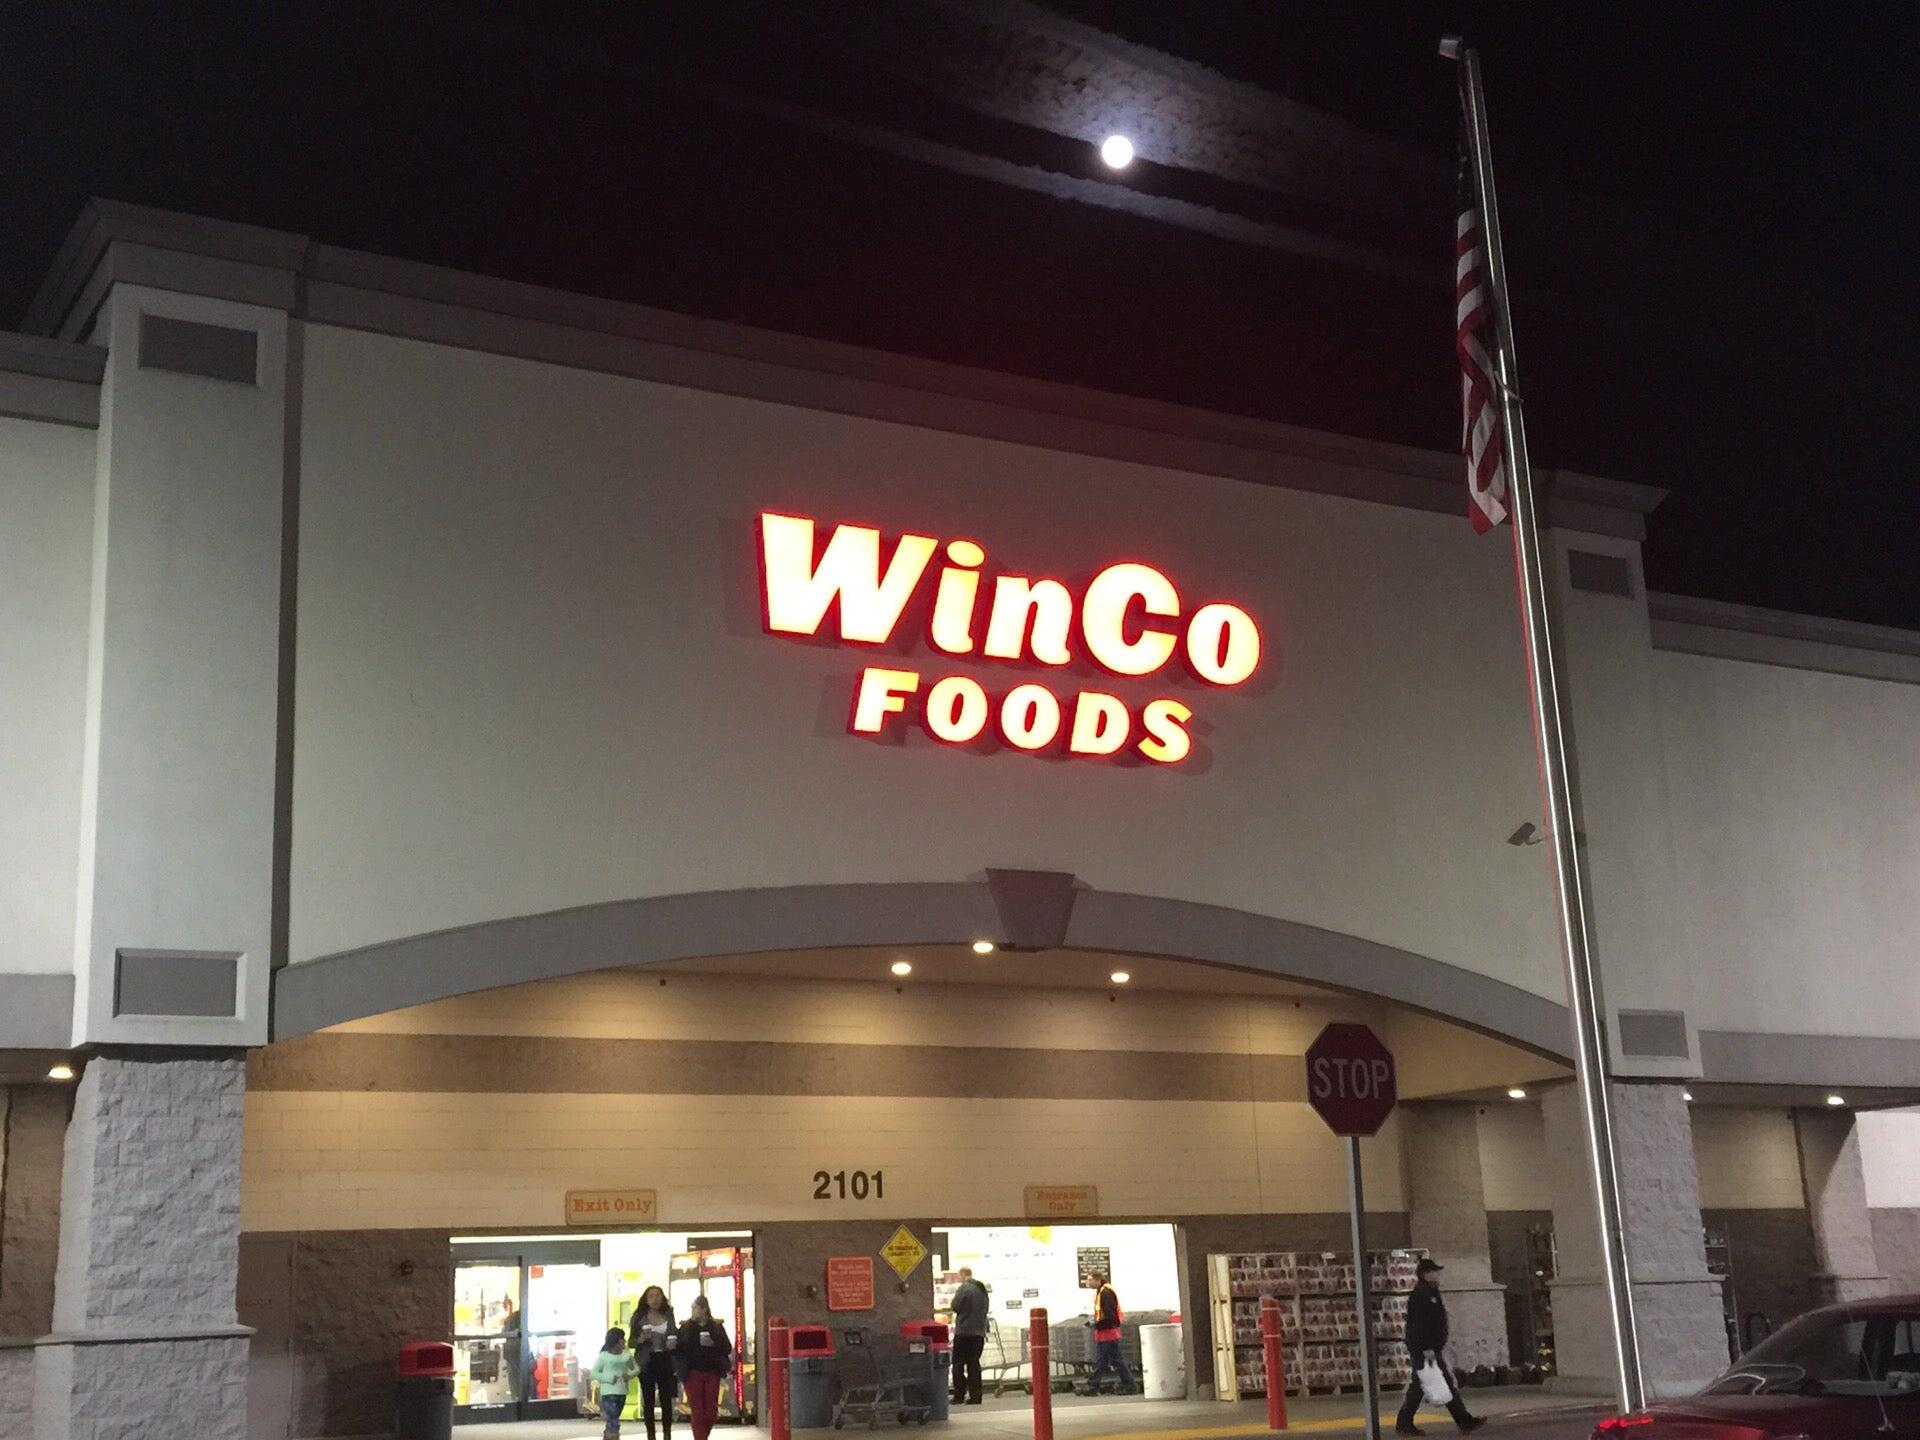 WinCo
FOODS
STOP
2101
Exit Only
Entrance
Only